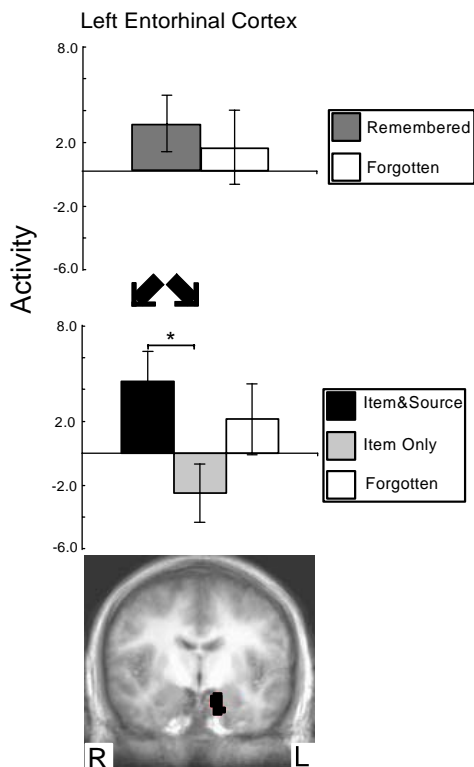 Left Entorhinal Cortex
8.0
2.0
-2.0
-6.0
Remembered
Forgotten
Activity
8.0
*
2.0
-2.0
-6.0
Item&Source
Item Only
Forgotten
R L